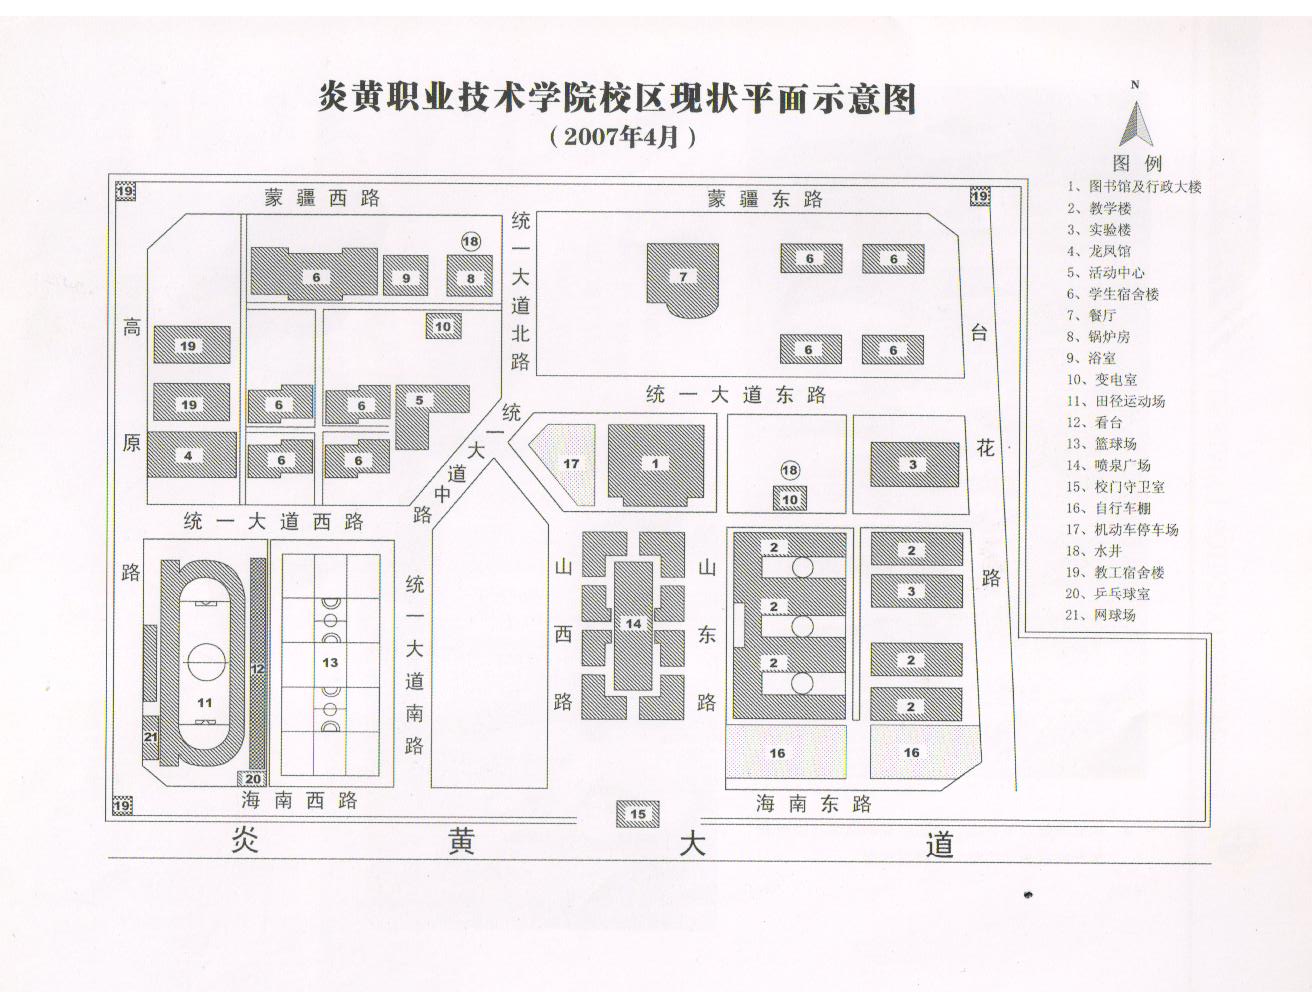 炎黄职业技术学院校区现状平面示意图
（2007年4月）
N
图 例
1、图书馆及行政大楼
2、教学楼
3、实验楼
4、龙凤馆
5、活动中心
6、学生宿舍楼
7、餐厅
8、锅炉房
9、浴室
10、变电室
11、田径运动场
12、看台
13、篮球场
14、喷泉广场
15、校门守卫室
16、自行车棚
17、机动车停车场
18、水井
19、教工宿舍楼
20、乒乓球室
21、网球场
19
蒙疆西路
蒙疆东路
19
统一大道北路
18
6
9
8
7
6
6
高原路
19
10
台花路
6
6
19
6
6
5
统一大道东路
统一大道中路
4
6
6
17
1
18
10
3
统一大道西路
统一大道南路
山西路
山东路
14
2
2
2
2
3
2
2
13
12
11
21
20
16
16
19
海南西路
海南东路
15
炎黄大道